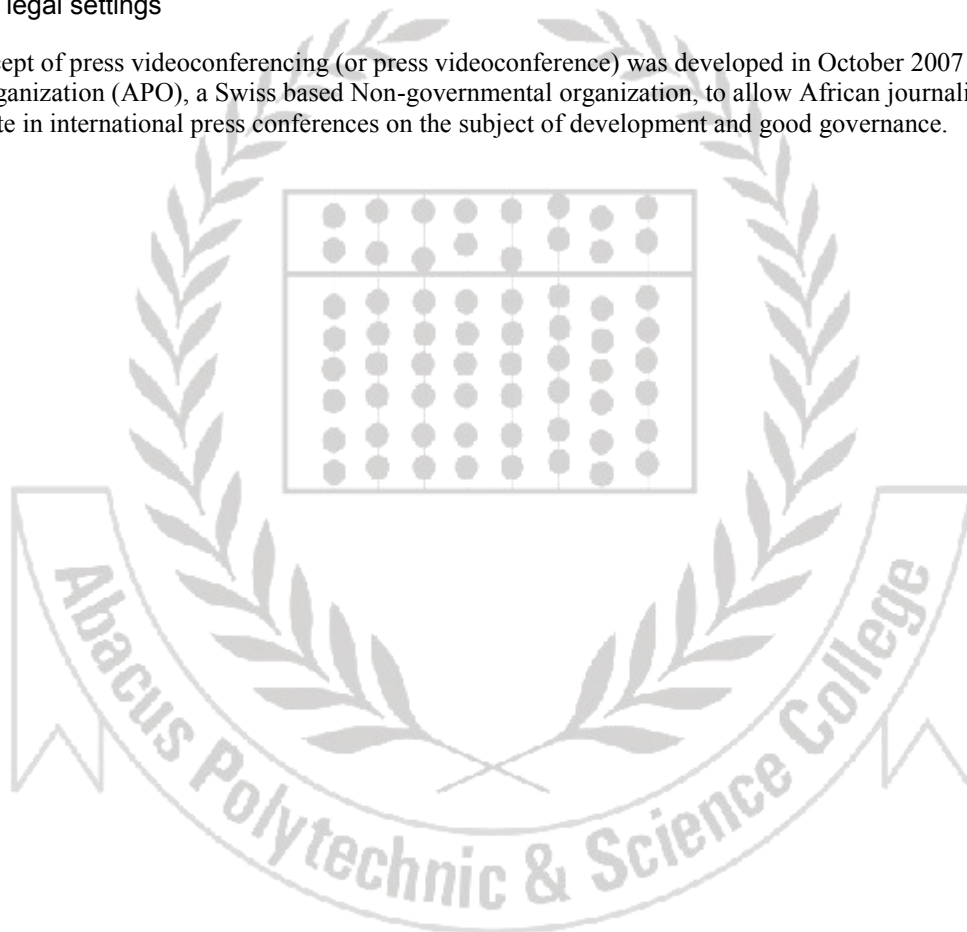 legal settings
ept of press videoconferencing (or press videoconference) was developed in October 2007
ganization (APO), a Swiss based Non-governmental organization, to allow African journali
te in international press conferences on the subject of development and good governance.
Abacus Polytechnic & Science College